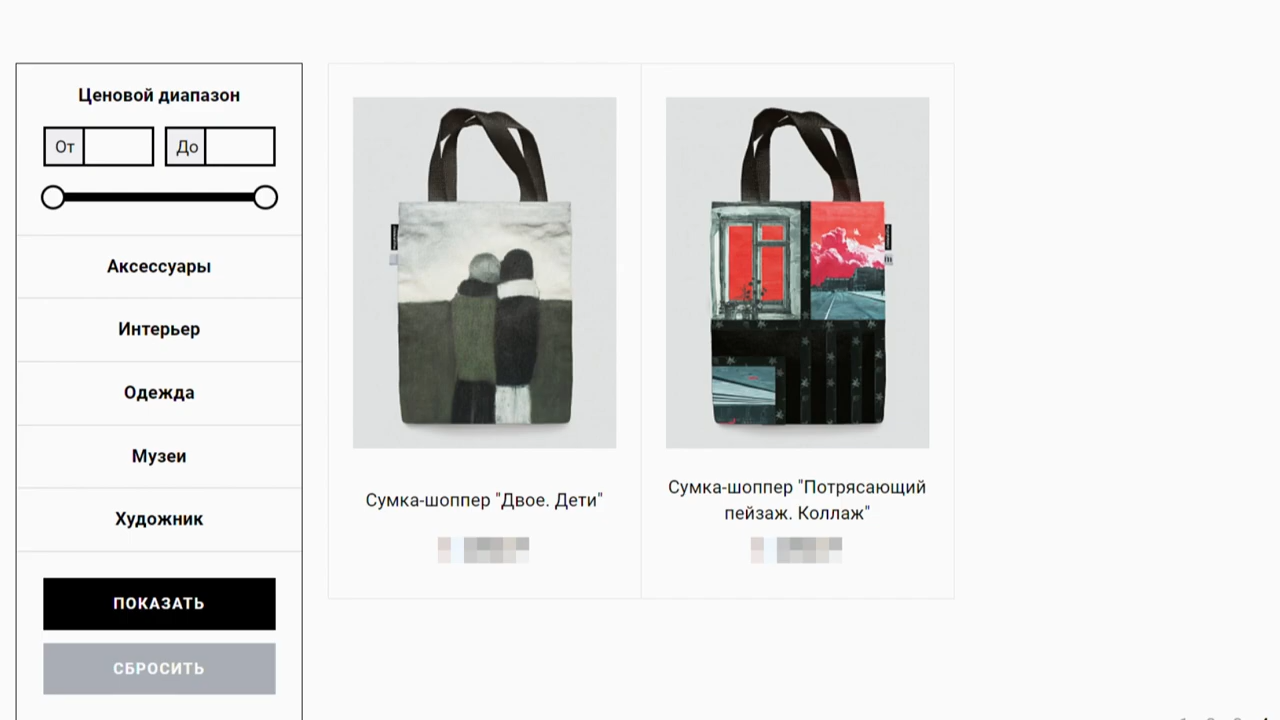 Ценовой диапазон
От
До
Аксессуары
Интерьер
Одежда
Музеи
Художник
ПОКАЗАТЬ
СБРОСИТЬ
Сумка-шоппер "Двое. Дети"
Сумка-шоппер "Потрясающий
пейзаж. Коллаж"